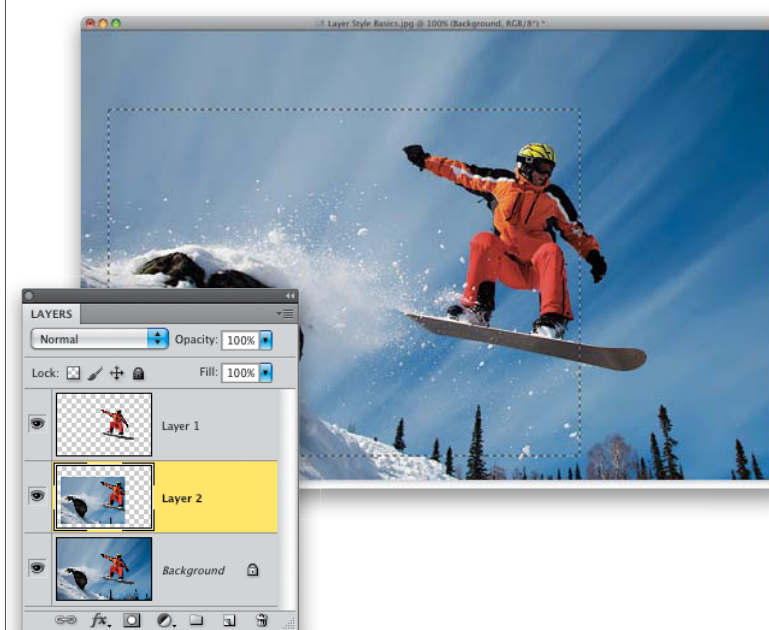 Layer Style Basics.jpg @ 100% (Background, RGB/8*) *
LAYERS
Normal
Opacity: 100%
Lock:
Fill: 100%
Layer 1
Layer 2
Background
fx